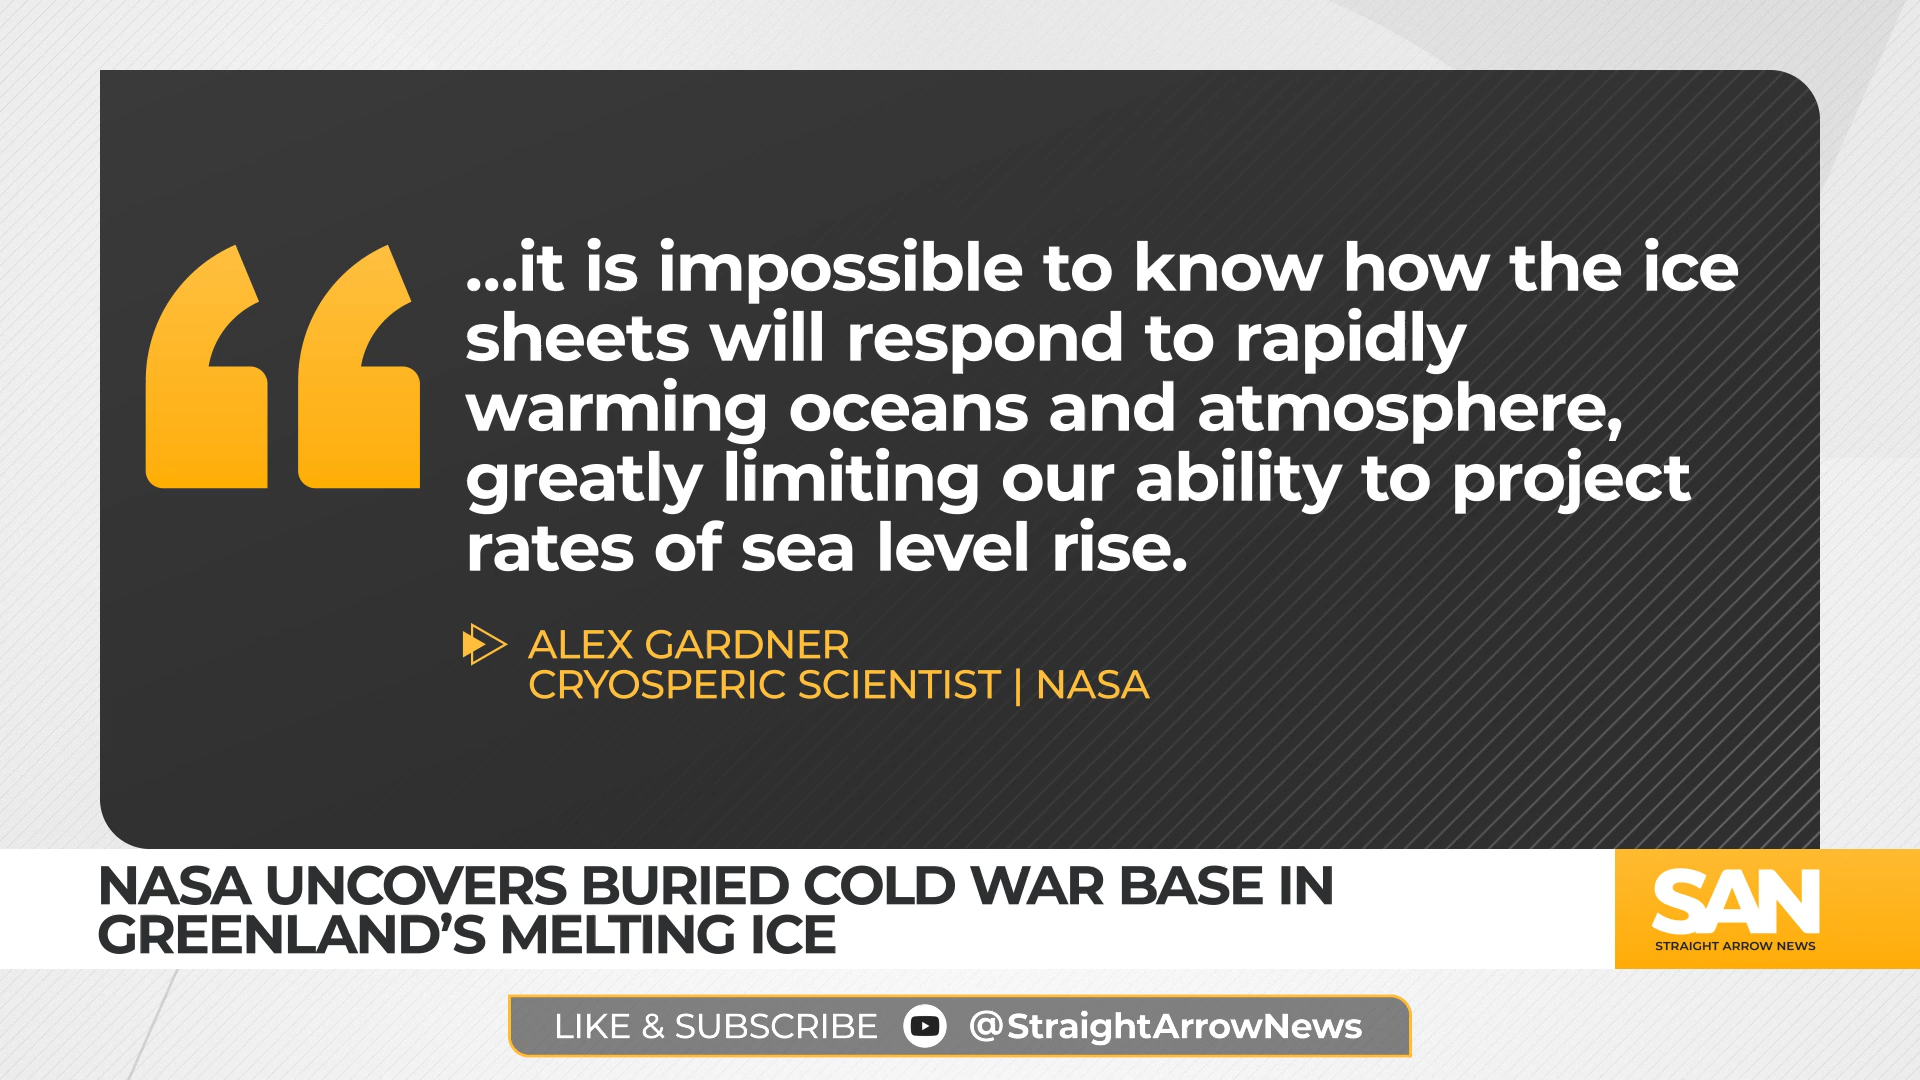 ...it is impossible to know how the ice
sheets will respond to rapidly
warming oceans and atmosphere,
greatly limiting our ability to project
rates of sea level rise.
ALEX GARDNER
CRYOSPERIC SCIENTIST | NASA
NASA UNCOVERS BURIED COLD WAR BASE IN
GREENLAND’S MELTING ICE
SAN
STRAIGHT ARROW NEWS
LIKE & SUBSCRIBE @StraightArrowNews